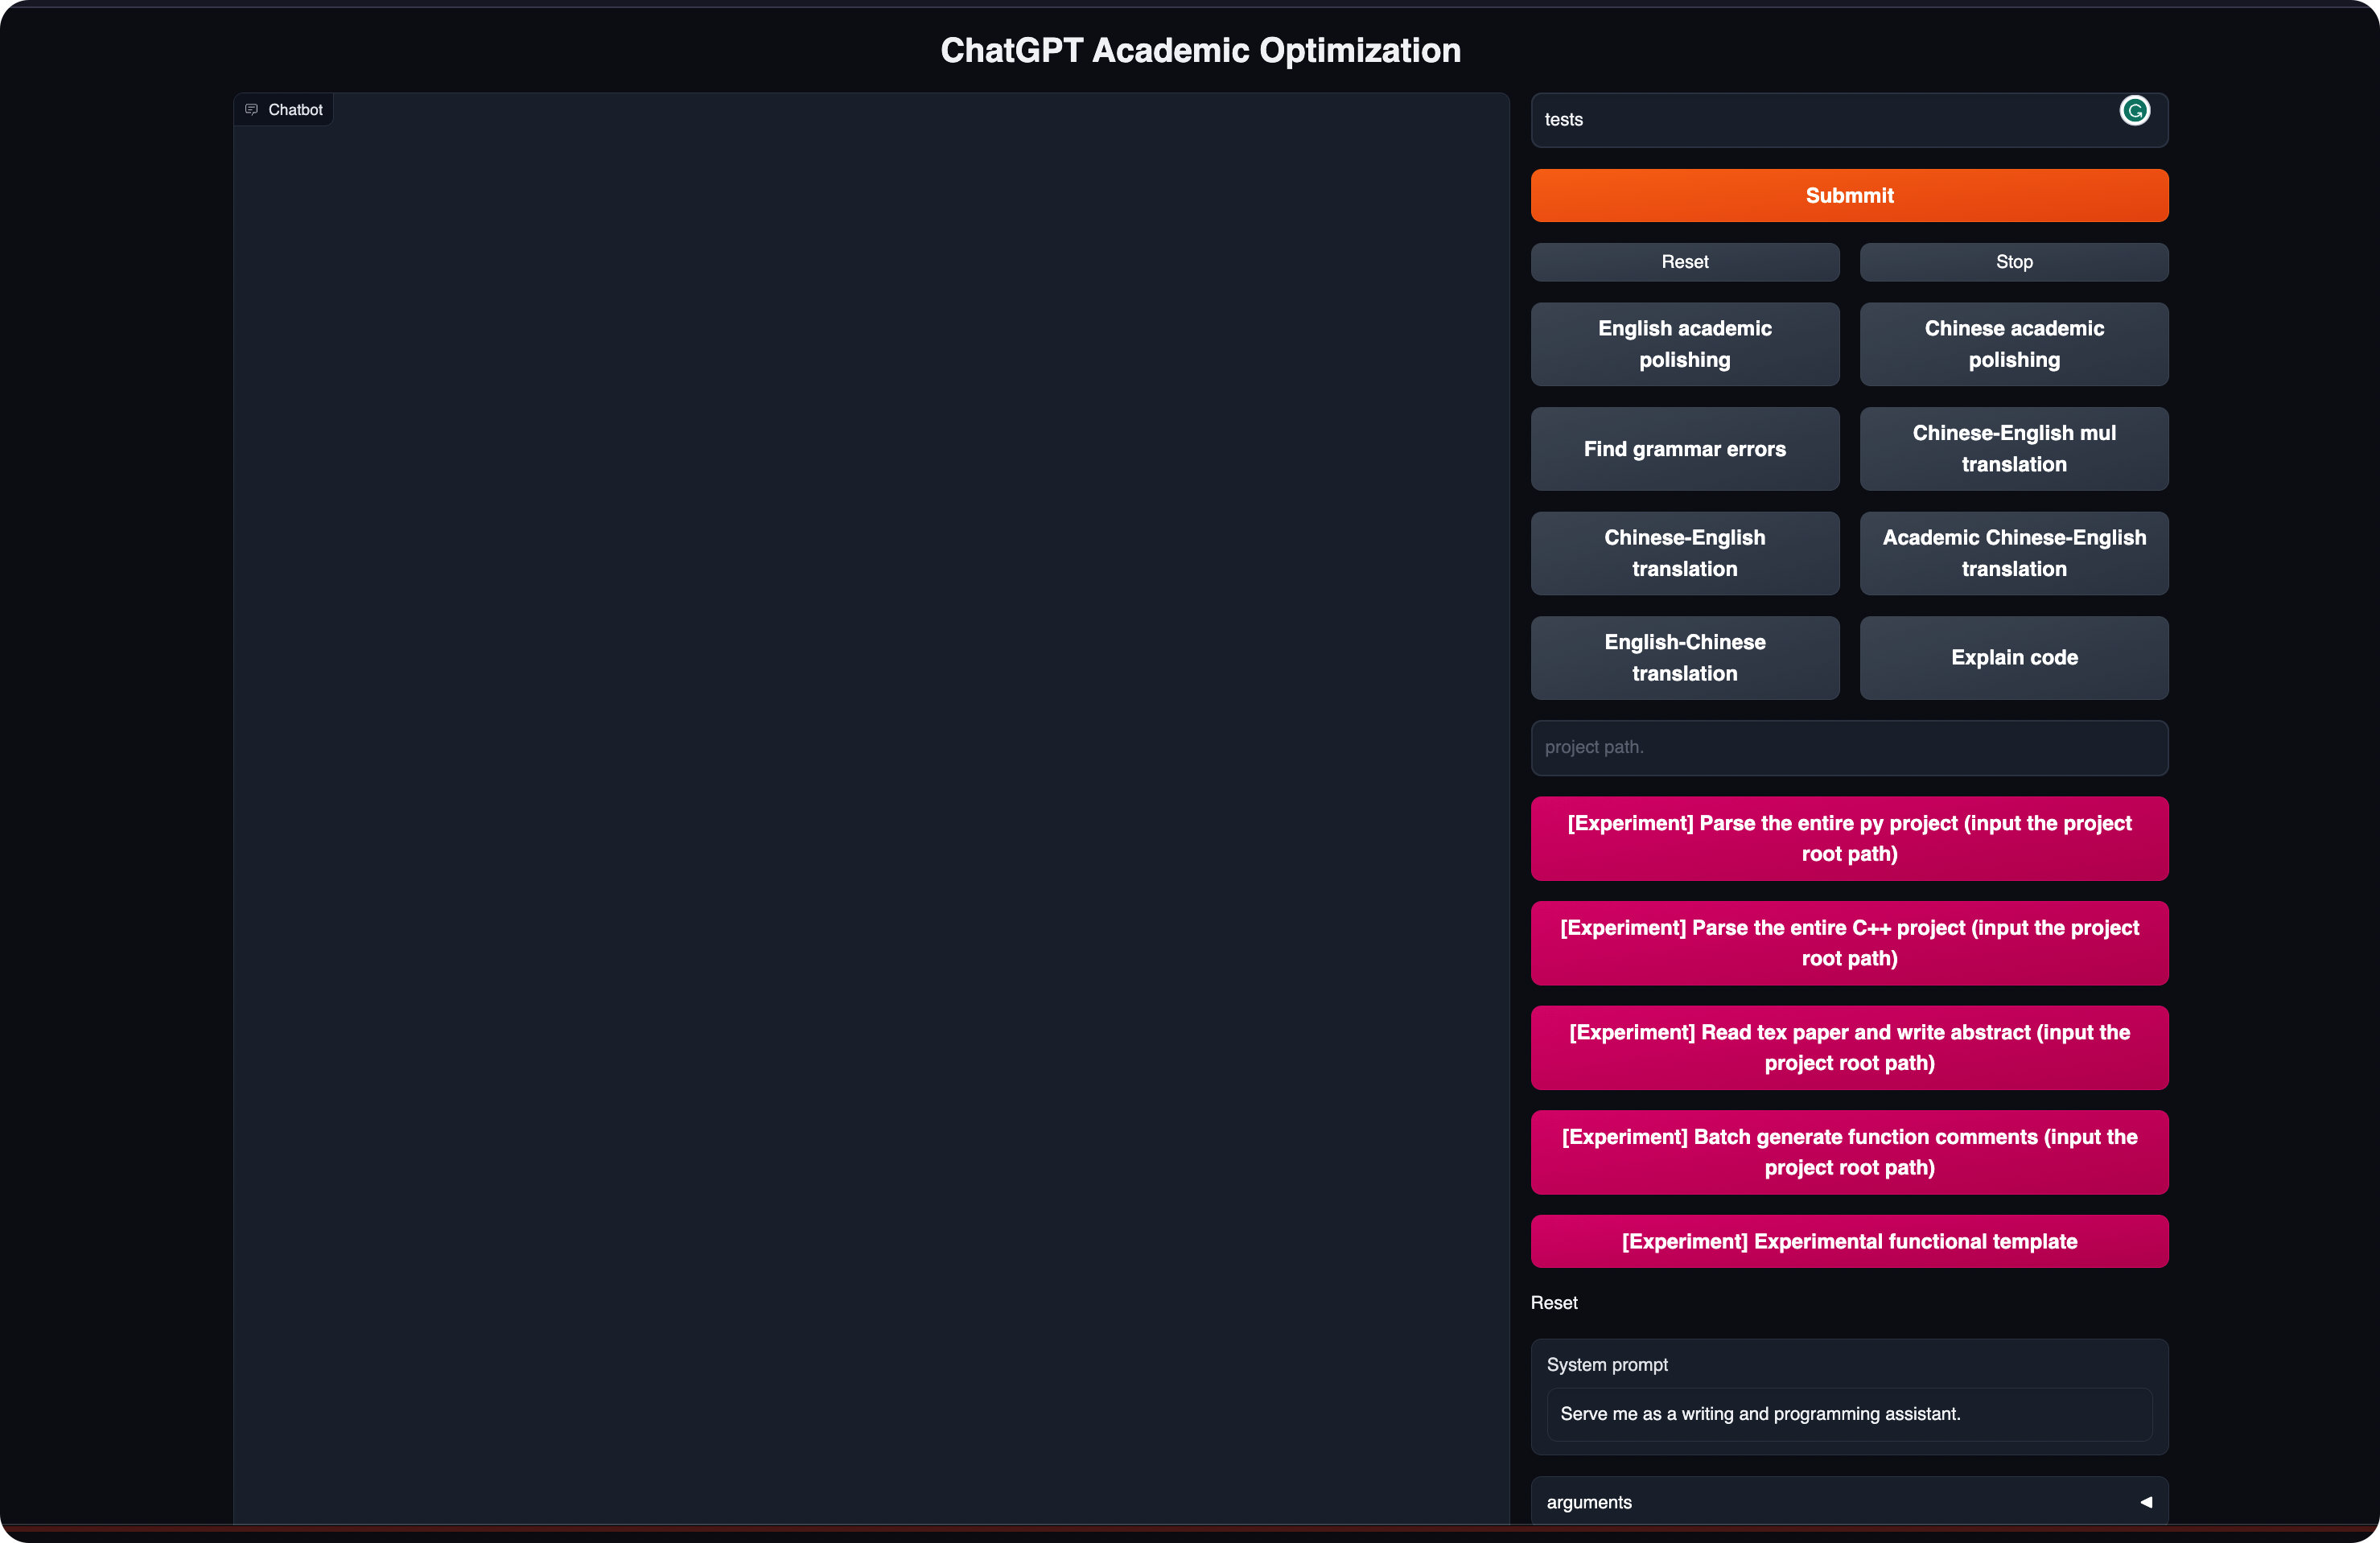 ChatGPT Academic Optimization
Chatbot
tests
Submmit
Reset
Stop
English academic
polishing
Chinese academic
polishing
Find grammar errors
Chinese-English mul
translation
Chinese-English
translation
Academic Chinese-English
translation
English-Chinese
translation
Explain code
project path.
[Experiment] Parse the entire py project (input the project
root path)
[Experiment] Parse the entire C++ project (input the project
root path)
[Experiment] Read tex paper and write abstract (input the
project root path)
[Experiment] Batch generate function comments (input the
project root path)
[Experiment] Experimental functional template
Reset
System prompt
Serve me as a writing and programming assistant.
arguments